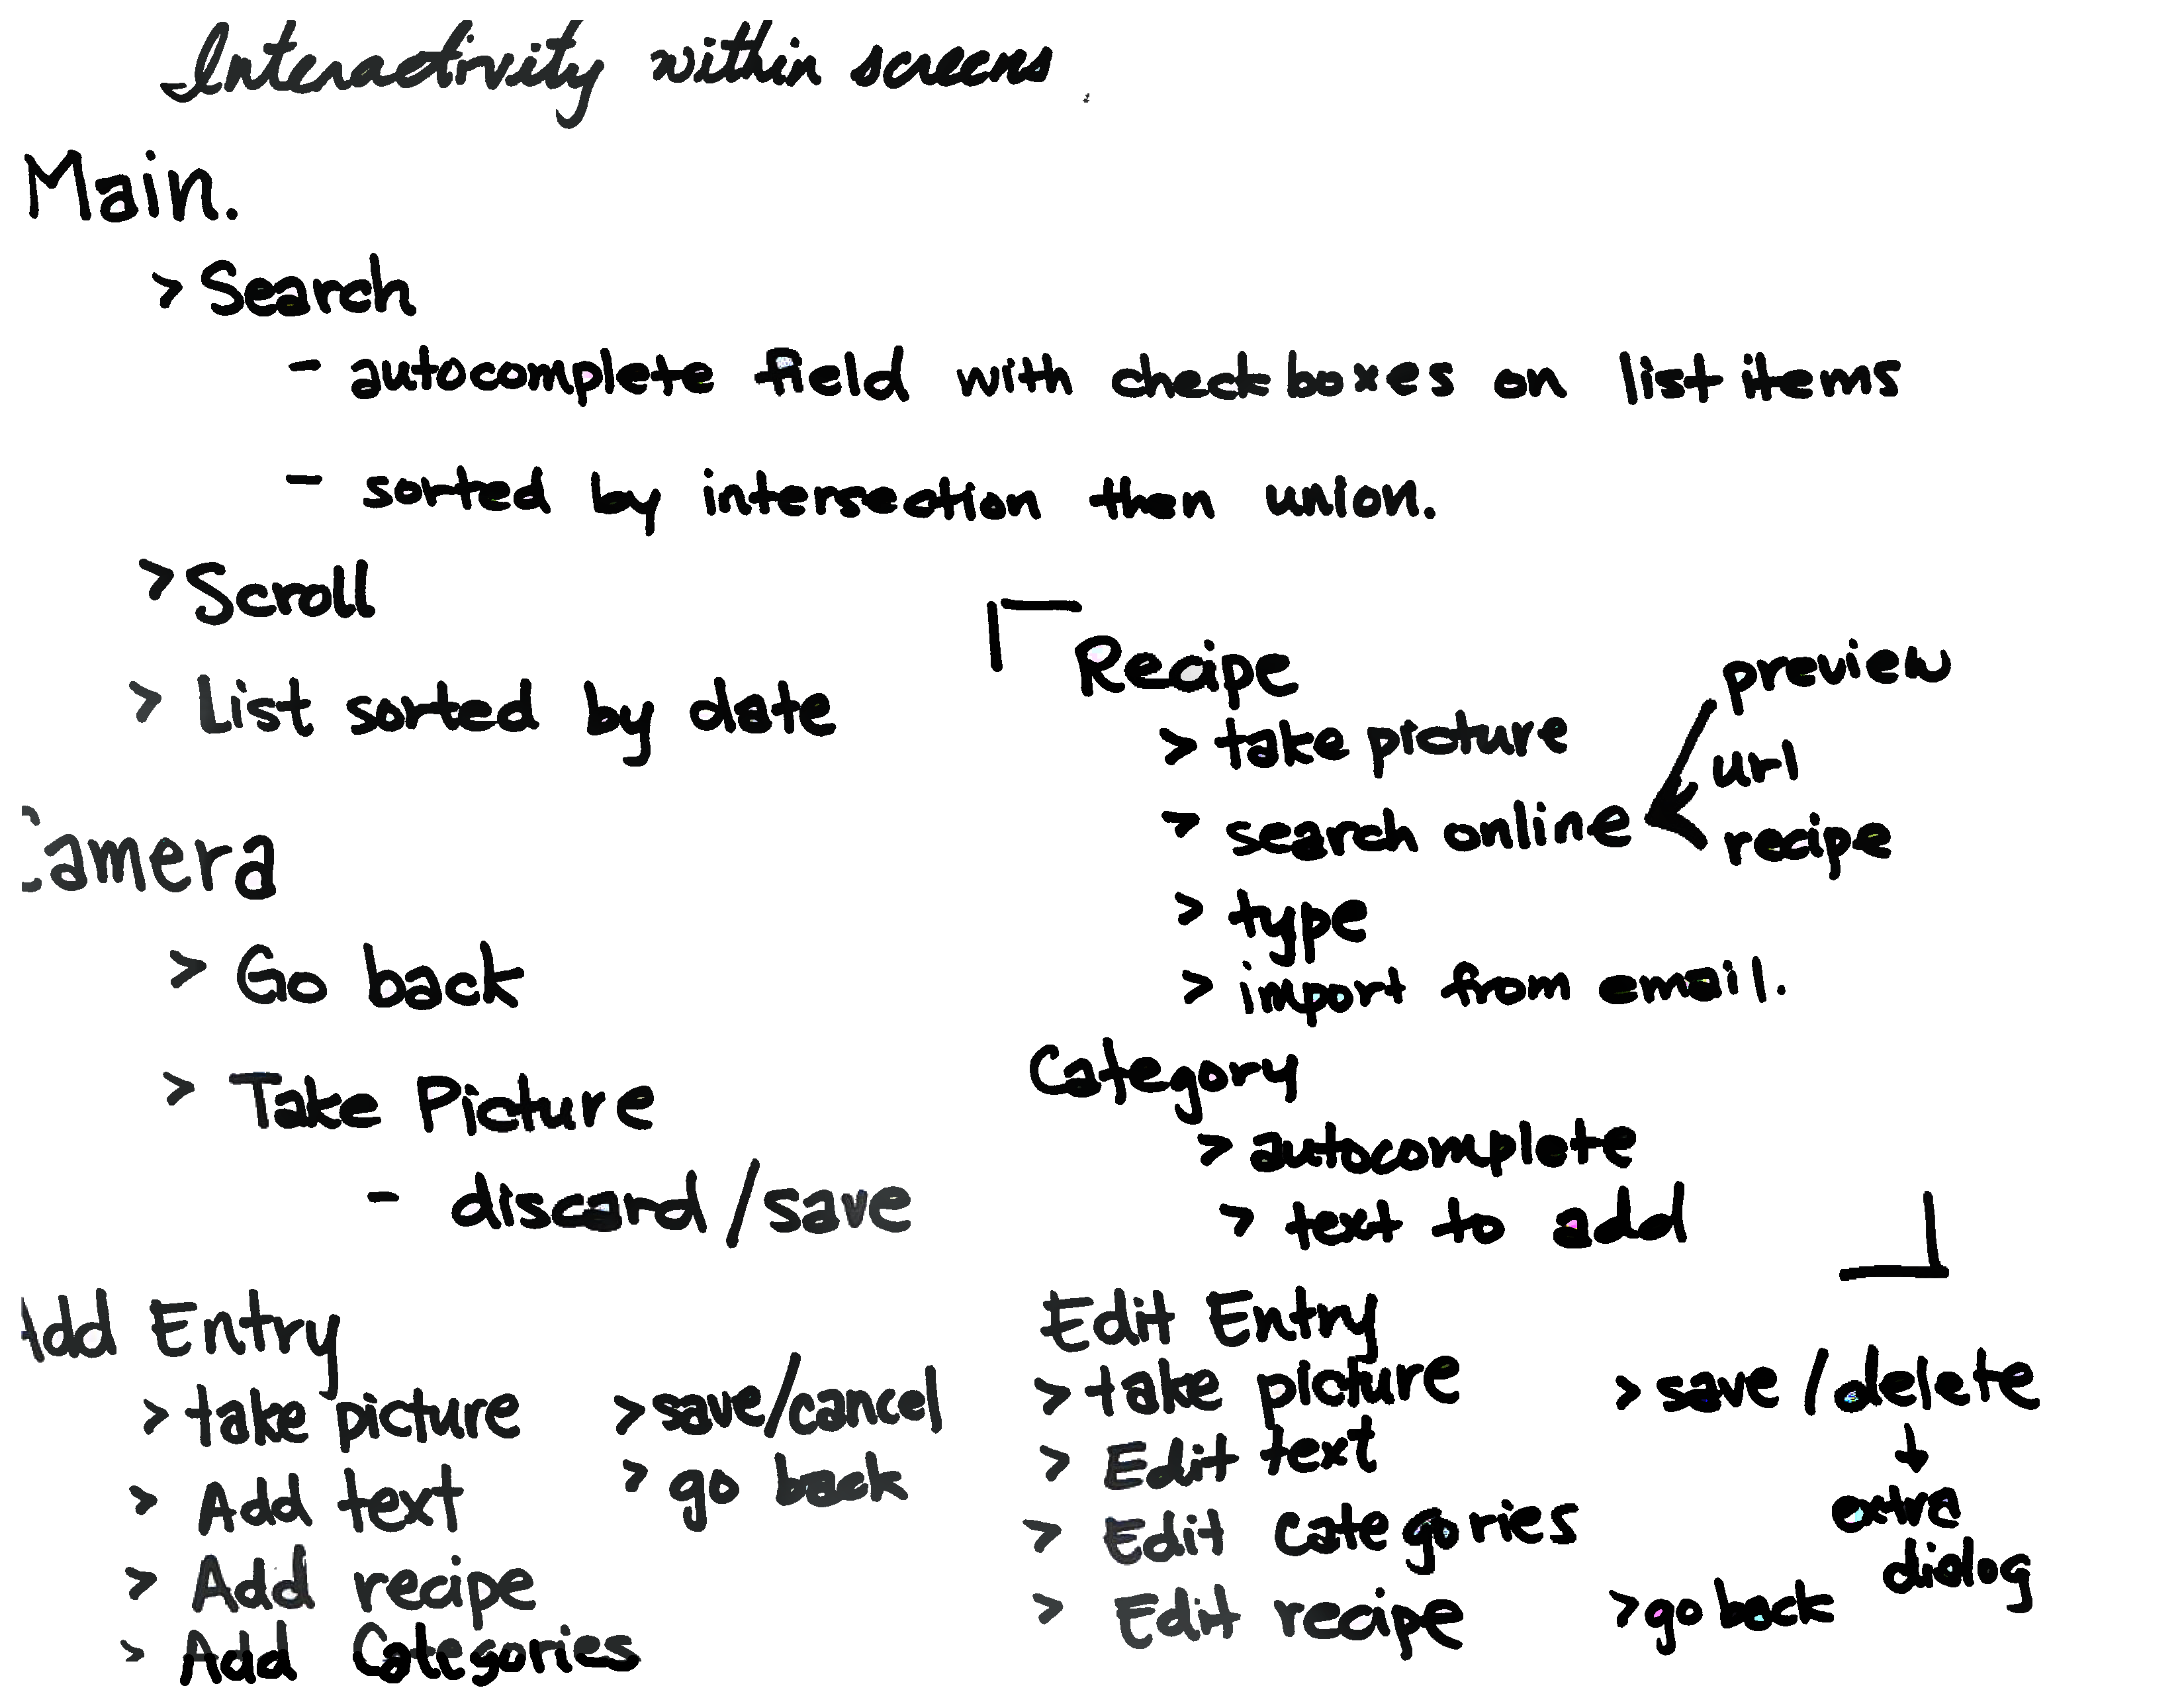 Interactivity within screens.
Main.
> Search
- autocomplete field with checkboxes on list items
- sorted by intersection then union.
> Scroll
> List sorted by date
Camera
> Go back
> Take Picture
- discard/save
Add Entry
> take picture
> Add text
> Add recipe
> Add Categories
> save/cancel
> go back
Recipe
> take picture
> search online
preview
url
recipe
> type
> import from email.
Category
> autocomplete
> text to add
Edit Entry
> take picture
> Edit text
> Edit categories
> Edit recipe
> save / delete
extra
dialog
> go back